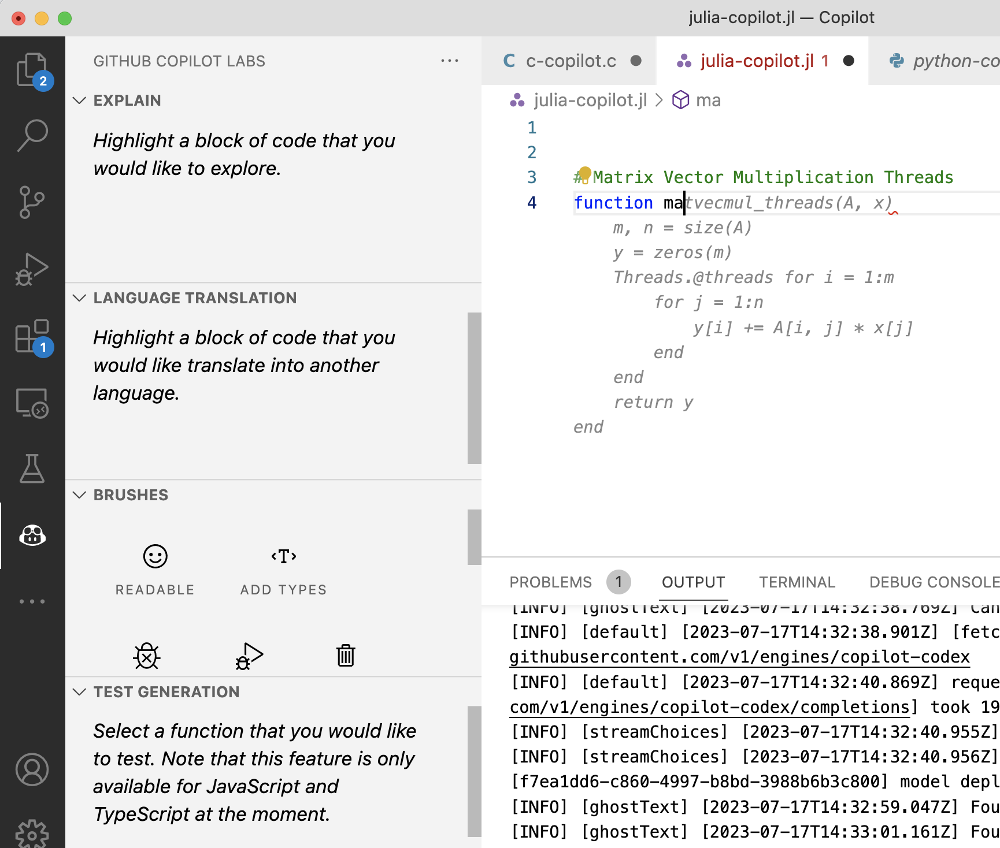 julia-copilot.jl — Copilot
2
1
GITHUB COPILOT LABS
EXPLAIN
Highlight a block of code that you
would like to explore.
LANGUAGE TRANSLATION
Highlight a block of code that you
would like translate into another
language.
BRUSHES
READABLE
ADD TYPES
TEST GENERATION
Select a function that you would like
to test. Note that this feature is only
available for JavaScript and
TypeScript at the moment.
C c-copilot.c
julia-copilot.jl 1
python-co
julia-copilot.jl > ma
1
2
3 # Matrix Vector Multiplication Threads
4 function matvecmul_threads(A, x)
m, n = size(A)
y = zeros(m)
Threads.@threads for i = 1:m
for j = 1:n
y[i] += A[i, j] * x[j]
end
end
return y
end
PROBLEMS 1 OUTPUT TERMINAL DEBUG CONSOLE
[INFO] [ghostText] [2023-07-17T14:32:38.769Z] Can
[INFO] [default] [2023-07-17T14:32:38.901Z] [fetc
githubusercontent.com/v1/engines/copilot-codex
[INFO] [default] [2023-07-17T14:32:40.869Z] reque
com/v1/engines/copilot-codex/completions] took 19
[INFO] [streamChoices] [2023-07-17T14:32:40.955Z]
[INFO] [streamChoices] [2023-07-17T14:32:40.956Z]
[f7ea1dd6-c860-4997-b8bd-3988b6b3c800] model depl
[INFO] [ghostText] [2023-07-17T14:32:59.047Z] Fou
[INFO] [ghostText] [2023-07-17T14:33:01.161Z] Fou